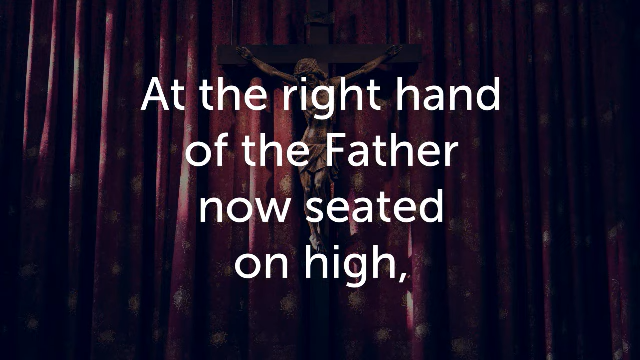 At the right hand
of the Father
now seated
on high,